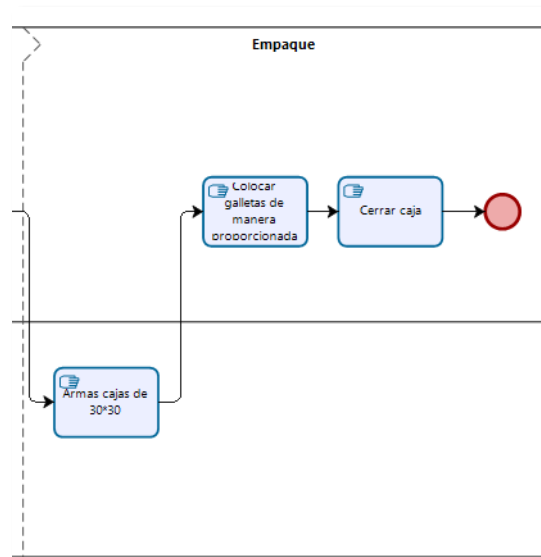 Empaque
Colocar
galletas de
manera
proporcionada
Cerrar caja
Armas cajas de
30*30